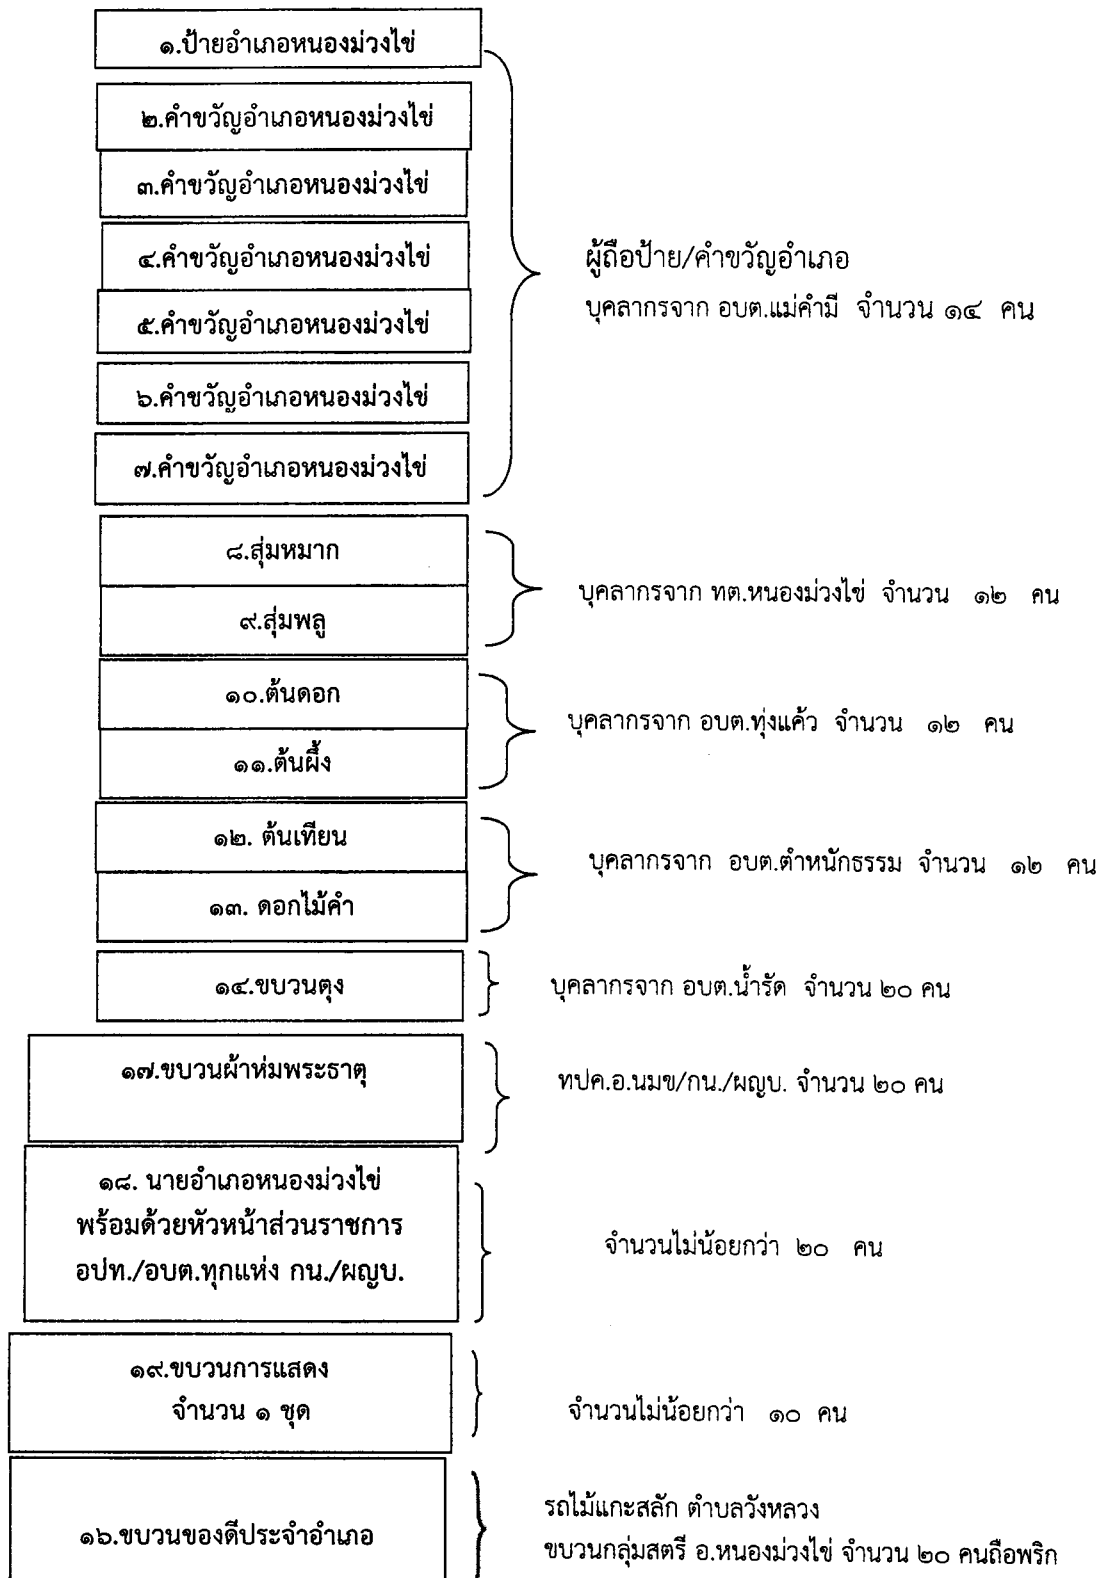 ๑.ป้ายอำเภอหนองม่วงไข่
๒.คำขวัญอำเภอหนองม่วงไข่
๓.คำขวัญอำเภอหนองม่วงไข่
๔.คำขวัญอำเภอหนองม่วงไข่
๕.คำขวัญอำเภอหนองม่วงไข่
๖.คำขวัญอำเภอหนองม่วงไข่
๗.คำขวัญอำเภอหนองม่วงไข่
ผู้ถือป้าย/คำขวัญอำเภอ
บุคลากรจาก อบต.แม่คำมี จำนวน ๑๔ คน
๘.สุ่มหมาก
๙.สุ่มพลู
บุคลากรจาก ทต.หนองม่วงไข่ จำนวน ๑๒ คน
๑๐.ต้นดอก
๑๑.ต้นผึ้ง
บุคลากรจาก อบต.ทุ่งแค้ว จำนวน ๑๒ คน
๑๒. ต้นเทียน
๑๓. ดอกไม้คำ
บุคลากรจาก อบต.ตำหนักธรรม จำนวน ๑๒ คน
๑๔.ขบวนตุง
บุคลากรจาก อบต.น้ำรัด จำนวน ๒๐ คน
๑๗.ขบวนผ้าห่มพระธาตุ
ทปค.อ.นมข/กน./ผญบ. จำนวน ๒๐ คน
๑๘. นายอำเภอหนองม่วงไข่
พร้อมด้วยหัวหน้าส่วนราชการ
อปท./อบต.ทุกแห่ง กน./ผญบ.
จำนวนไม่น้อยกว่า ๒๐ คน
๑๙.ขบวนการแสดง
จำนวน ๑ ชุด
จำนวนไม่น้อยกว่า ๑๐ คน
๑๖.ขบวนของดีประจำอำเภอ
รถไม้แกะสลัก ตำบลวังหลวง
ขบวนกลุ่มสตรี อ.หนองม่วงไข่ จำนวน ๒๐ คนถือพริก